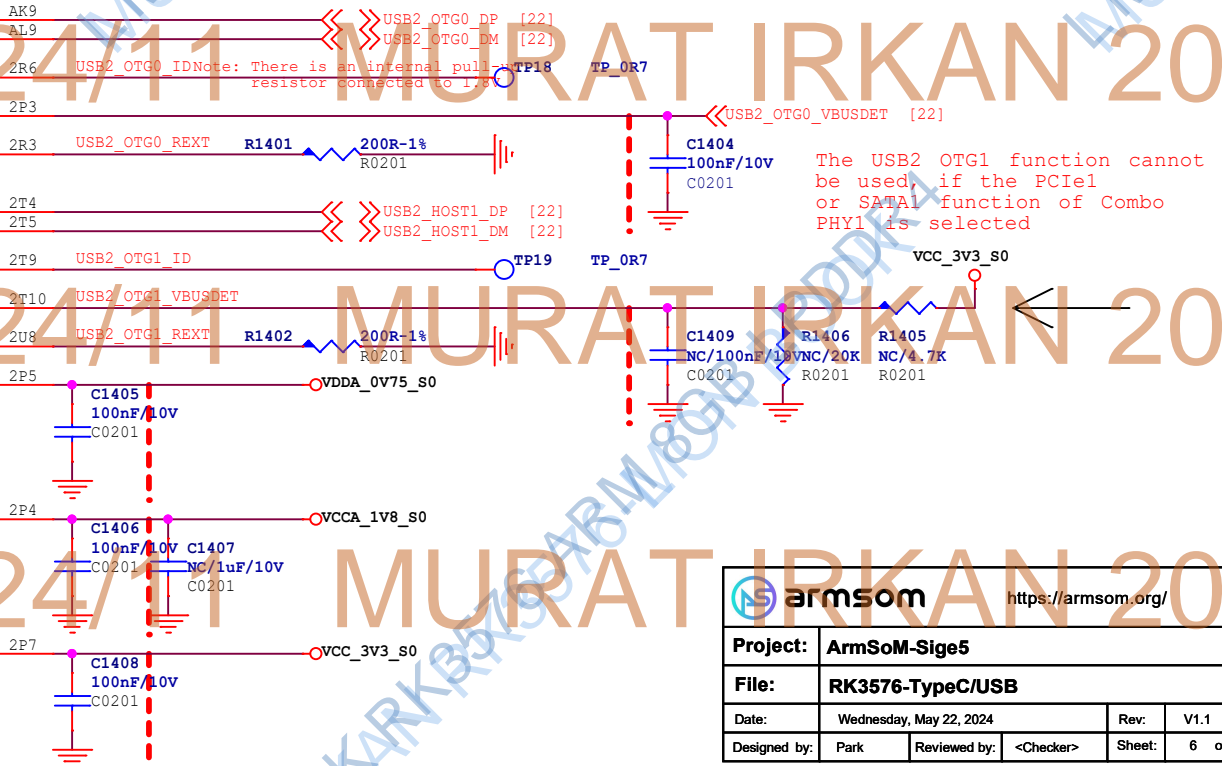 AK9
USB2_OTG0_DP [22]
AL9
USB2_OTG0_DM [22]
2R6
USB2_OTG0_ID
Note: There is an internal pull-up
resistor connected to 1.8V
TP18
TP_0R7
2P3
USB2_OTG0_VBUSDET [22]
2R3
USB2_OTG0_REXT
R1401
200R-1%
R0201
C1404
100nF/10V
C0201
The USB2 OTG1 function cannot
be used, if the PCIe1
or SATA1 function of Combo
PHY1 is selected
2T4
USB2_HOST1_DP [22]
2T5
USB2_HOST1_DM [22]
2T9
USB2_OTG1_ID
TP19
TP_0R7
VCC_3V3_S0
2T10
USB2_OTG1_VBUSDET
2U8
USB2_OTG1_REXT
R1402
200R-1%
R0201
C1409
NC/100nF/10V
C0201
R1406
NC/20K
R0201
R1405
NC/4.7K
R0201
2P5
VDDA_0V75_S0
C1405
100nF/10V
C0201
2P4
VCCA_1V8_S0
C1406
100nF/10V
C0201
C1407
NC/1uF/10V
C0201
2P7
VCC_3V3_S0
C1408
100nF/10V
C0201
24/11 MURAT IRKAN 20
24/11 MURAT IRKAN 20
24/11 MURAT IRKAN 20
RK3576-ARM 8GB LPDDR4
armsom
https://armsom.org/
Project: ArmSoM-Sige5
File: RK3576-TypeC/USB
Date: Wednesday, May 22, 2024 Rev: V1.1
Designed by: Park Reviewed by: <Checker> Sheet: 6 o